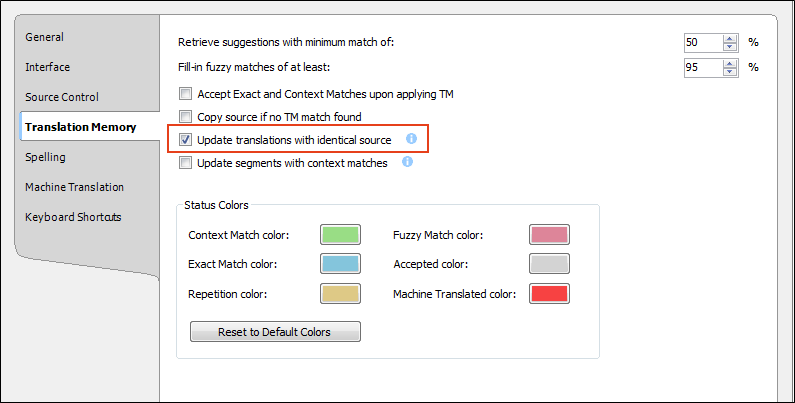 General
Interface
Source Control
Translation Memory
Spelling
Machine Translation
Keyboard Shortcuts
Retrieve suggestions with minimum match of: 50 %
Fill-in fuzzy matches of at least: 95 %
Accept Exact and Context Matches upon applying TM
Copy source if no TM match found
Update translations with identical source
Update segments with context matches
Status Colors
Context Match color: Fuzzy Match color:
Exact Match color: Accepted color:
Repetition color: Machine Translated color:
Reset to Default Colors